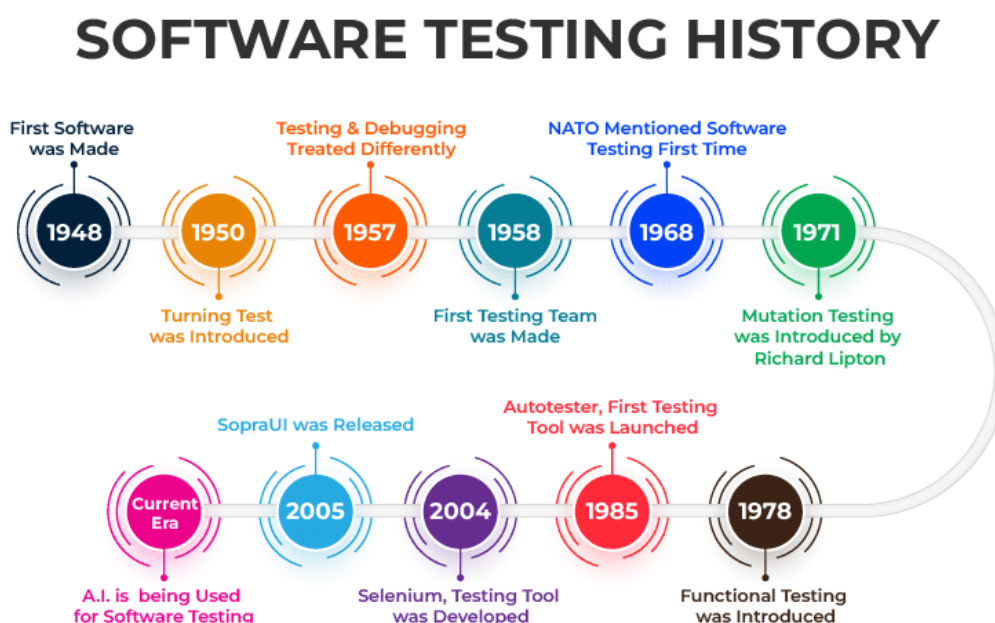 SOFTWARE TESTING HISTORY
First Software
was Made
Testing & Debugging
Treated Differently
NATO Mentioned Software
Testing First Time
1948
1950
1957
1958
1968
1971
Turning Test
was Introduced
First Testing Team
was Made
Mutation Testing
was Introduced by
Richard Lipton
SopraUI was Released
Autotester, First Testing
Tool was Launched
Current
Era
2005
2004
1985
1978
A.I. is being Used
for Software Testing
Selenium, Testing Tool
was Developed
Functional Testing
was Introduced